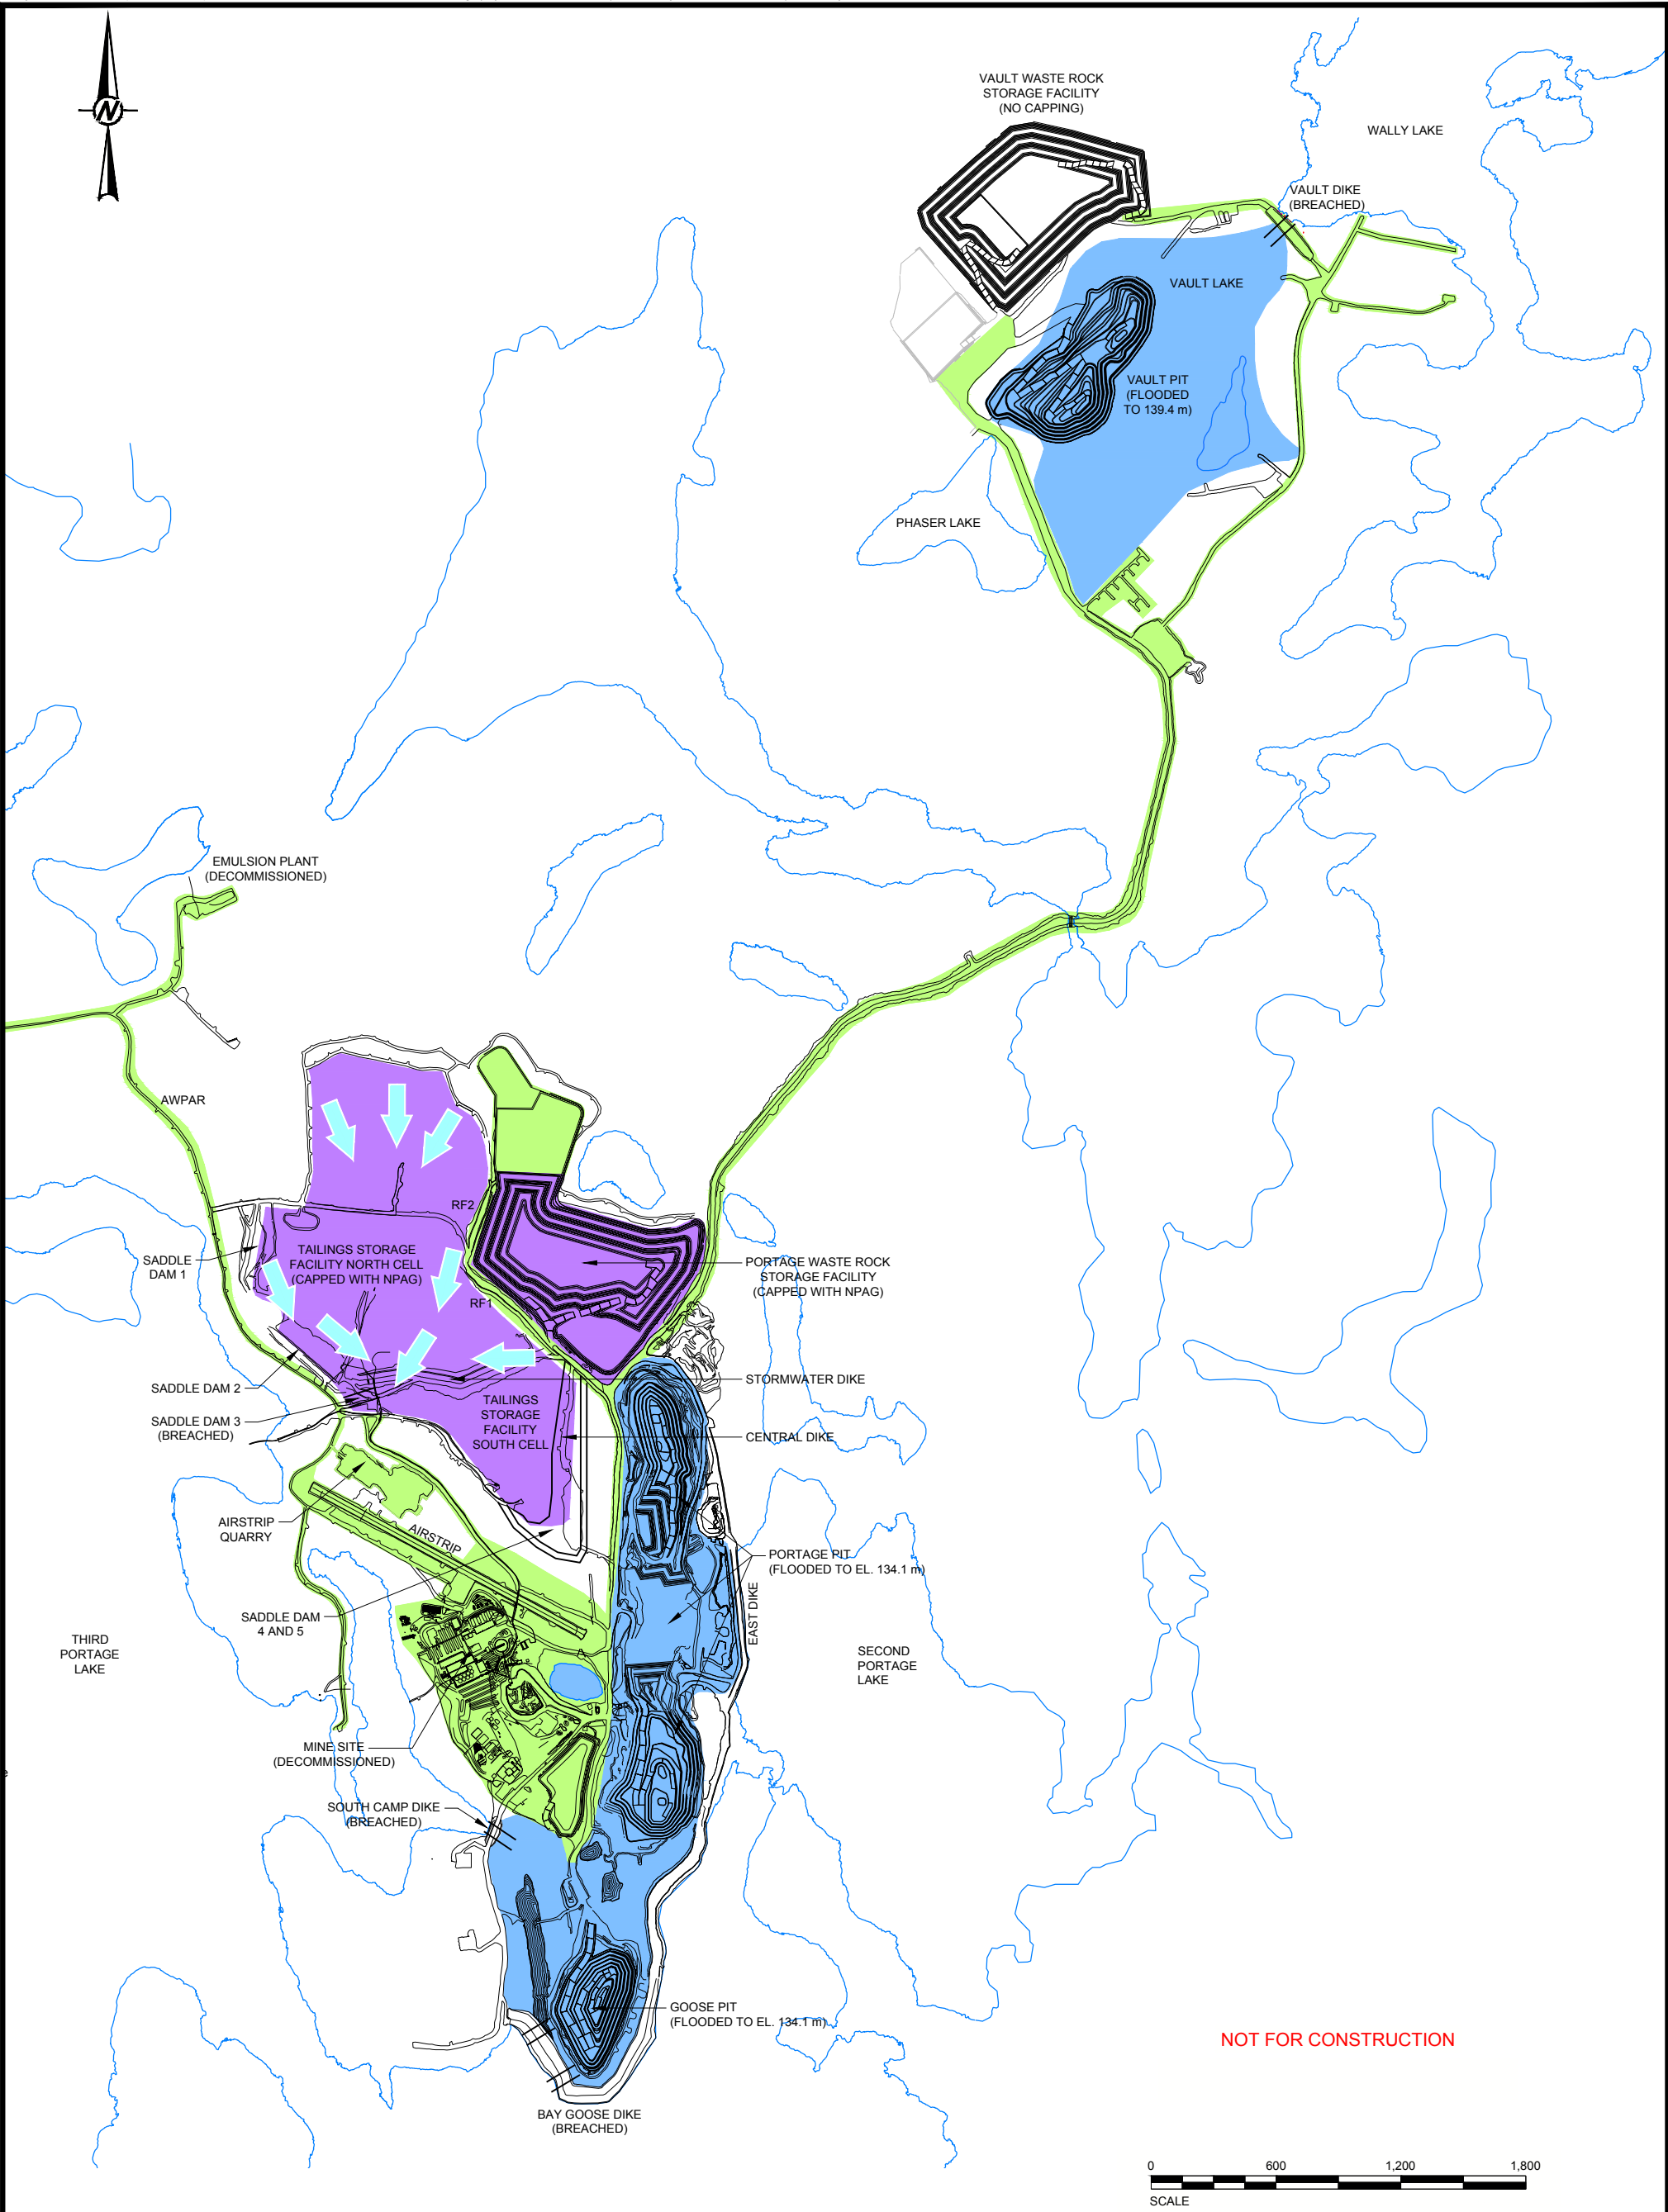 N
VAULT WASTE ROCK
STORAGE FACILITY
(NO CAPPING)
WALLY LAKE
VAULT DIKE
(BREACHED)
VAULT LAKE
VAULT PIT
(FLOODED
TO 139.4 m)
PHASER LAKE
EMULSION PLANT
(DECOMMISSIONED)
AWPAR
RF2
SADDLE
DAM 1
TAILINGS STORAGE
FACILITY NORTH CELL
(CAPPED WITH NPAG)
PORTAGE WASTE ROCK
STORAGE FACILITY
(CAPPED WITH NPAG)
RF1
SADDLE DAM 2
STORMWATER DIKE
SADDLE DAM 3
(BREACHED)
TAILINGS
STORAGE
FACILITY
SOUTH CELL
CENTRAL DIKE
AIRSTRIP
QUARRY
AIRSTRIP
PORTAGE PIT
(FLOODED TO EL. 134.1 m)
EAST DIKE
SADDLE DAM
4 AND 5
THIRD
PORTAGE
LAKE
SECOND
PORTAGE
LAKE
MINE SITE
(DECOMMISSIONED)
SOUTH CAMP DIKE
(BREACHED)
GOOSE PIT
(FLOODED TO EL. 134.1 m)
NOT FOR CONSTRUCTION
BAY GOOSE DIKE
(BREACHED)
0 600 1,200 1,800
SCALE